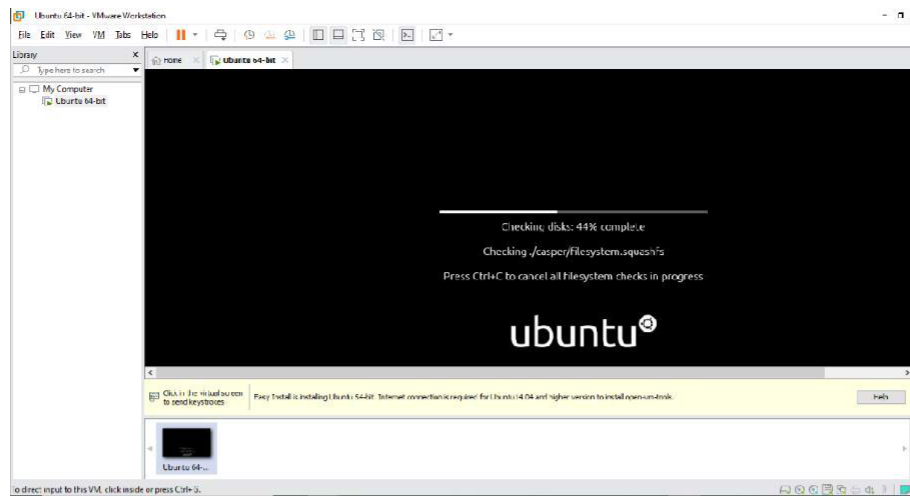 Ubuntu 64-bit - VMware Workstation
File Edit View VM Tabs Help
Library
Type here to search
Home
Ubuntu 64-bit
My Computer
Ubuntu 64-bit
Checking disks: 44% complete
Checking ./casper/filesystem.squashfs
Press Ctrl+C to cancel all filesystem checks in progress
ubuntu
Click in the virtual screen
to send keystrokes
Easy Install is installing Ubuntu 64-bit. Internet connection is required for Ubuntu 14.04 and higher version to install open-vm-tools.
Help
Ubuntu 64-...
To direct input to this VM, click inside or press Ctrl+G.